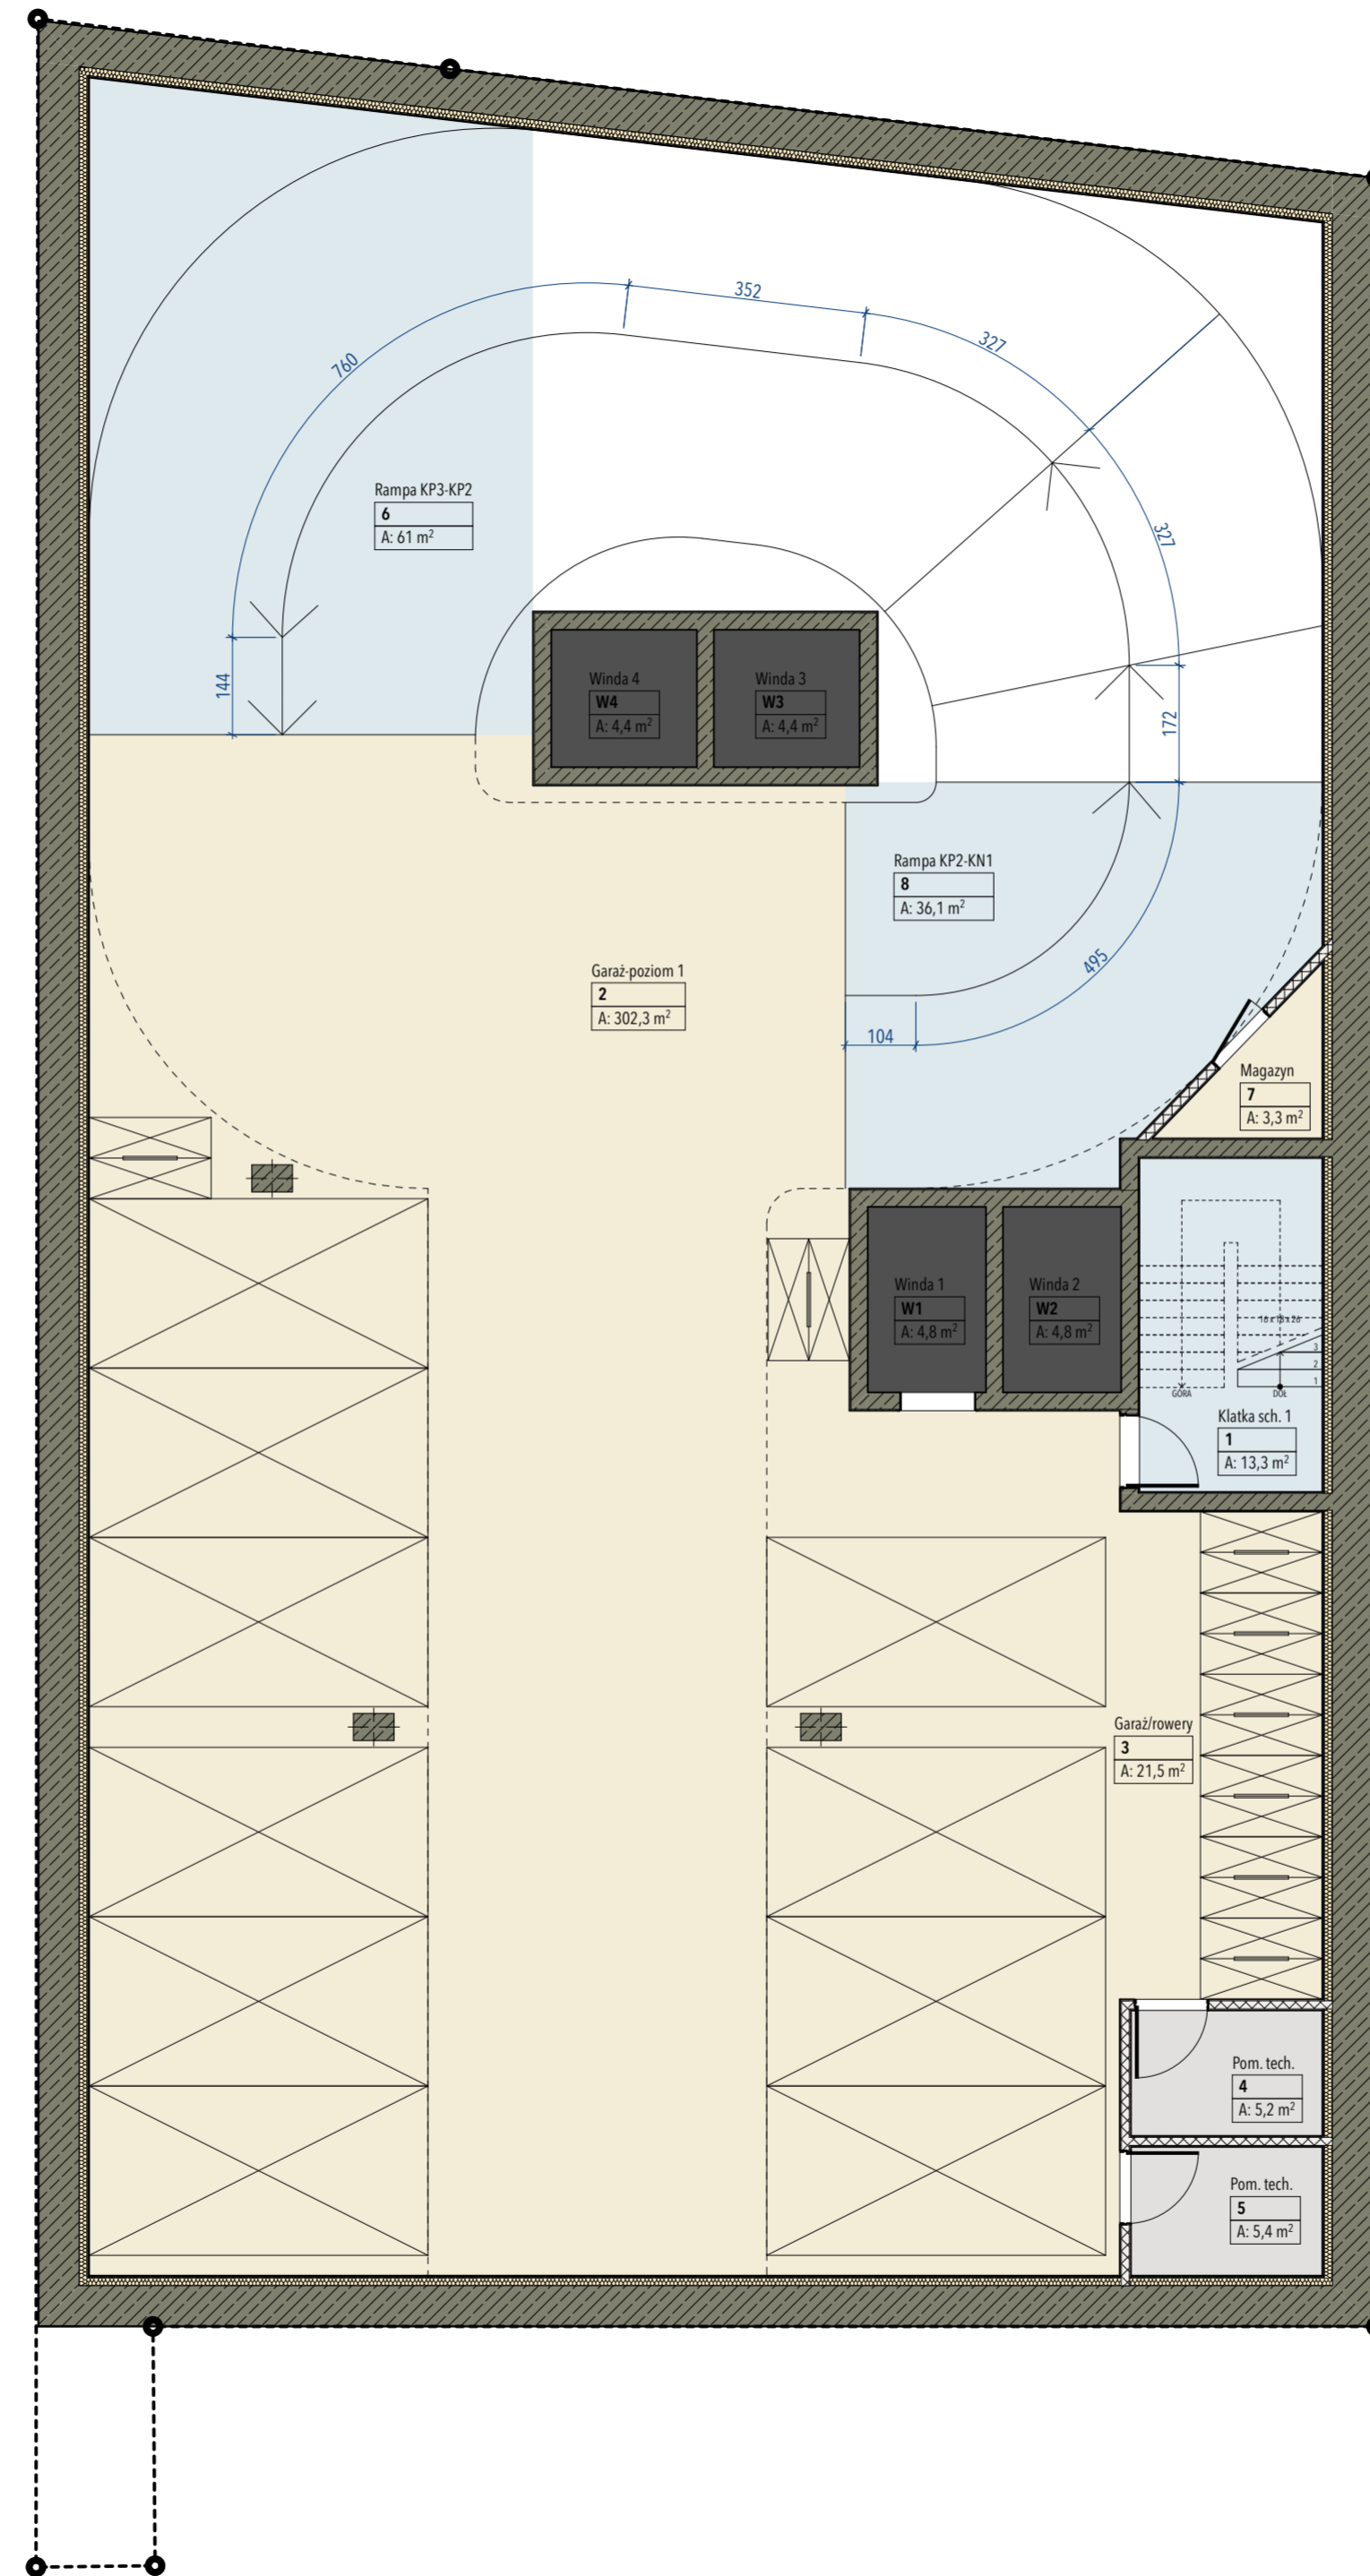 352
327
760
Rampa KP3-KP2
6
A: 61 m²
327
144
Winda 4
W4
A: 4,4 m²
Winda 3
W3
A: 4,4 m²
172
Rampa KP2-KN1
8
A: 36,1 m²
495
Garaż-poziom 1
2
A: 302,3 m²
104
Magazyn
7
A: 3,3 m²
Winda 1
W1
A: 4,8 m²
Winda 2
W2
A: 4,8 m²
16 x 18 x 26
3
2
1
GÓRA
DÓŁ
Klatka sch. 1
1
A: 13,3 m²
Garaż/rowery
3
A: 21,5 m²
Pom. tech.
4
A: 5,2 m²
Pom. tech.
5
A: 5,4 m²